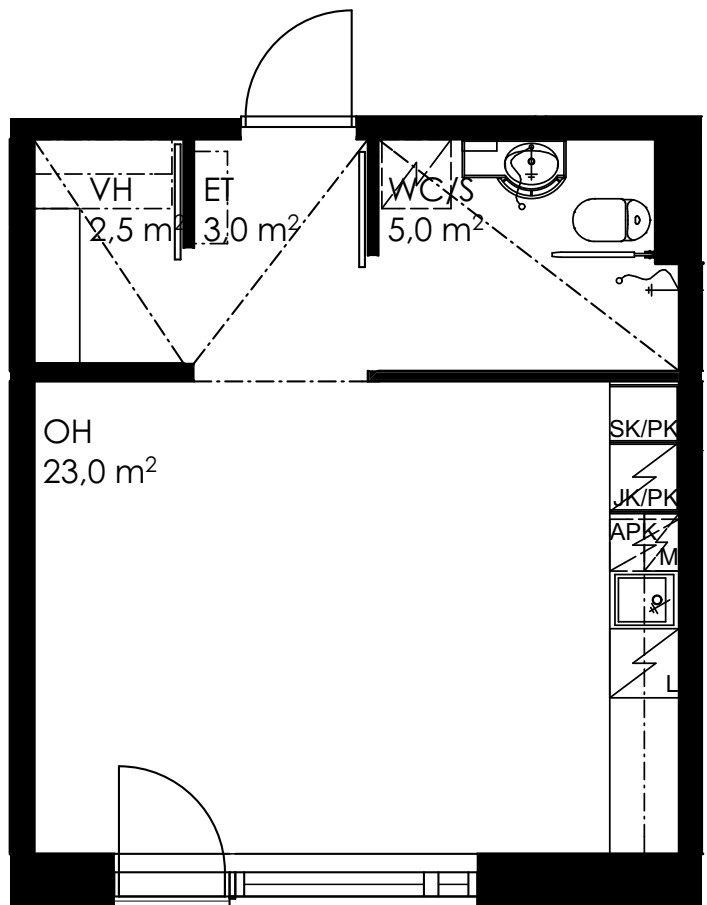 VH
2,5 m²
ET
3,0 m²
WC/S
5,0 m²
OH
23,0 m²
SK/PK
JK/PK
APK
M
L